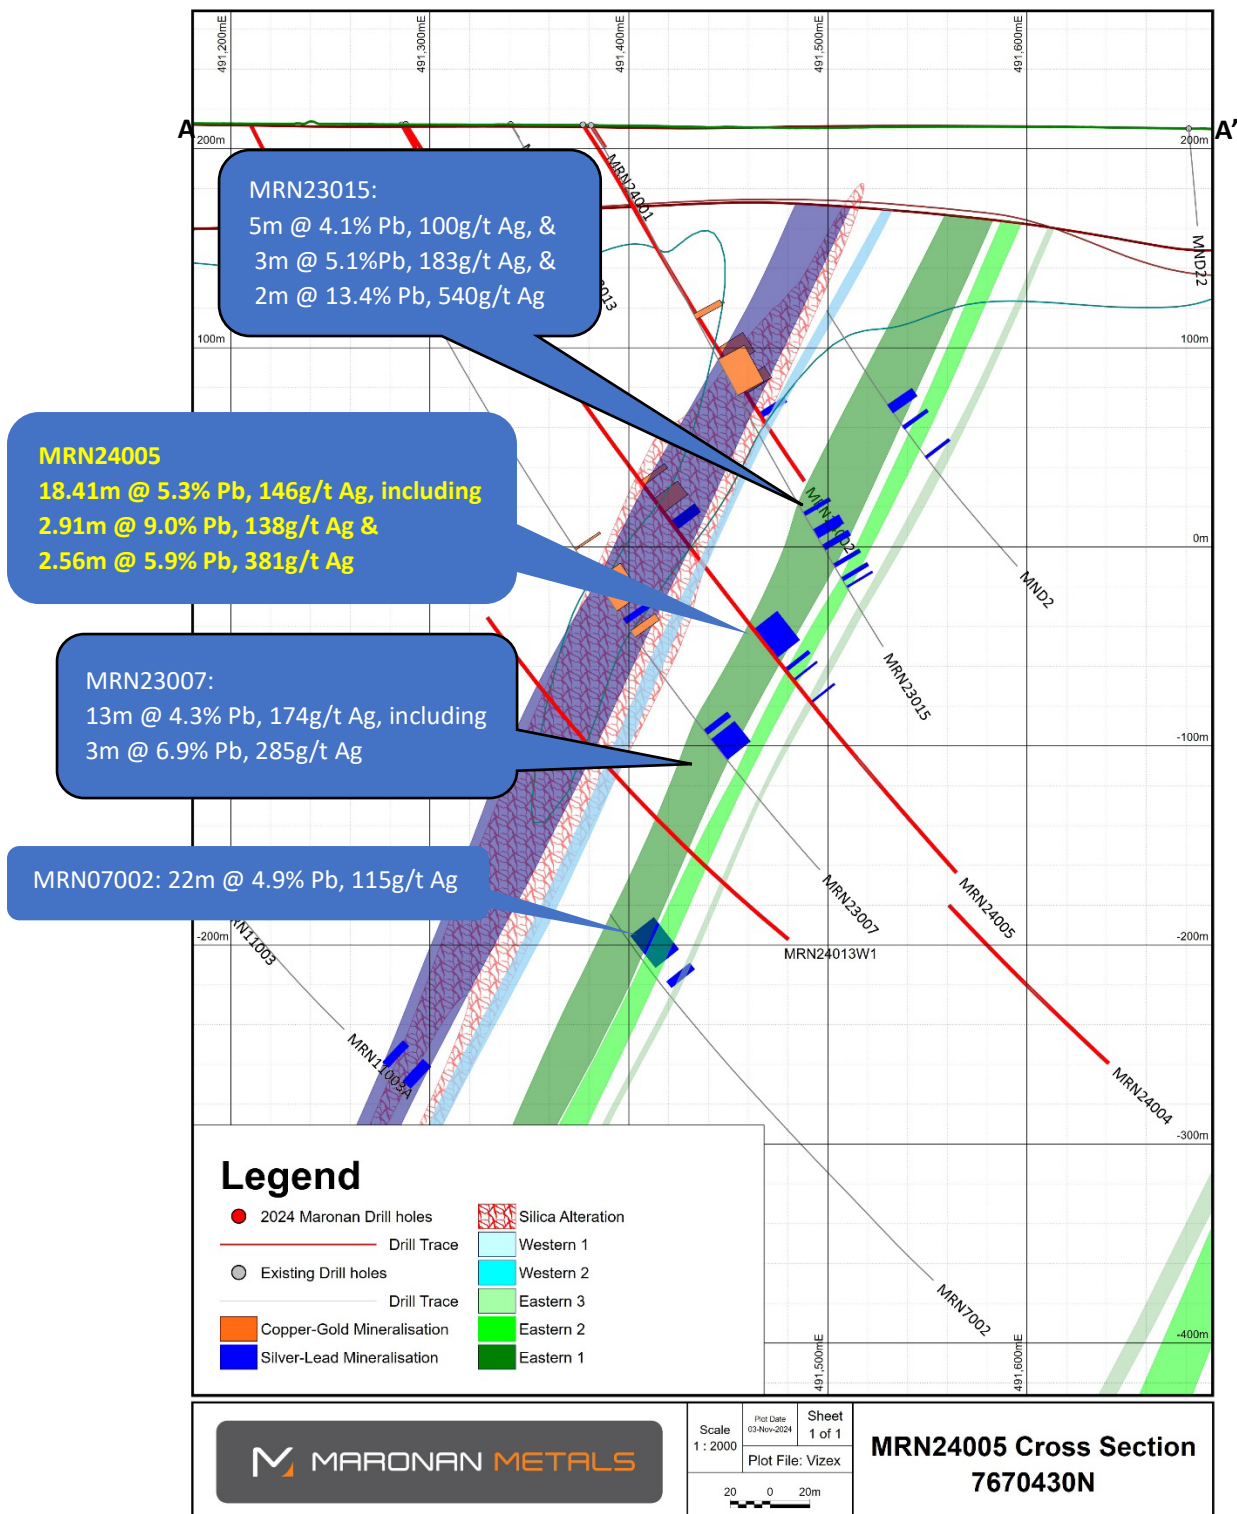 491,200mE
491,300mE
491,400mE
491,500mE
491,600mE
A
A’
200m
200m
MRN24001
MND22
MRN23015:
5m @ 4.1% Pb, 100g/t Ag, &
3m @ 5.1%Pb, 183g/t Ag, &
2m @ 13.4% Pb, 540g/t Ag
100m
100m
MRN24005
18.41m @ 5.3% Pb, 146g/t Ag, including
2.91m @ 9.0% Pb, 138g/t Ag &
2.56m @ 5.9% Pb, 381g/t Ag
MRN24002
0m
MND2
MRN23015
MRN23007:
13m @ 4.3% Pb, 174g/t Ag, including
3m @ 6.9% Pb, 285g/t Ag
-100m
MRN07002: 22m @ 4.9% Pb, 115g/t Ag
MRN23007
MRN24005
-200m
-200m
MRN24013W1
MRN11003A
MRN24004
-300m
MRN7002
-400m
491,500mE
491,600mE
Legend
2024 Maronan Drill holes
Drill Trace
Existing Drill holes
Drill Trace
Copper-Gold Mineralisation
Silver-Lead Mineralisation
Silica Alteration
Western 1
Western 2
Eastern 3
Eastern 2
Eastern 1
MARONAN METALS
Scale
1 : 2000
Plot Date
03-Nov-2024
Sheet
1 of 1
Plot File: Vizex
20 0 20m
MRN24005 Cross Section
7670430N